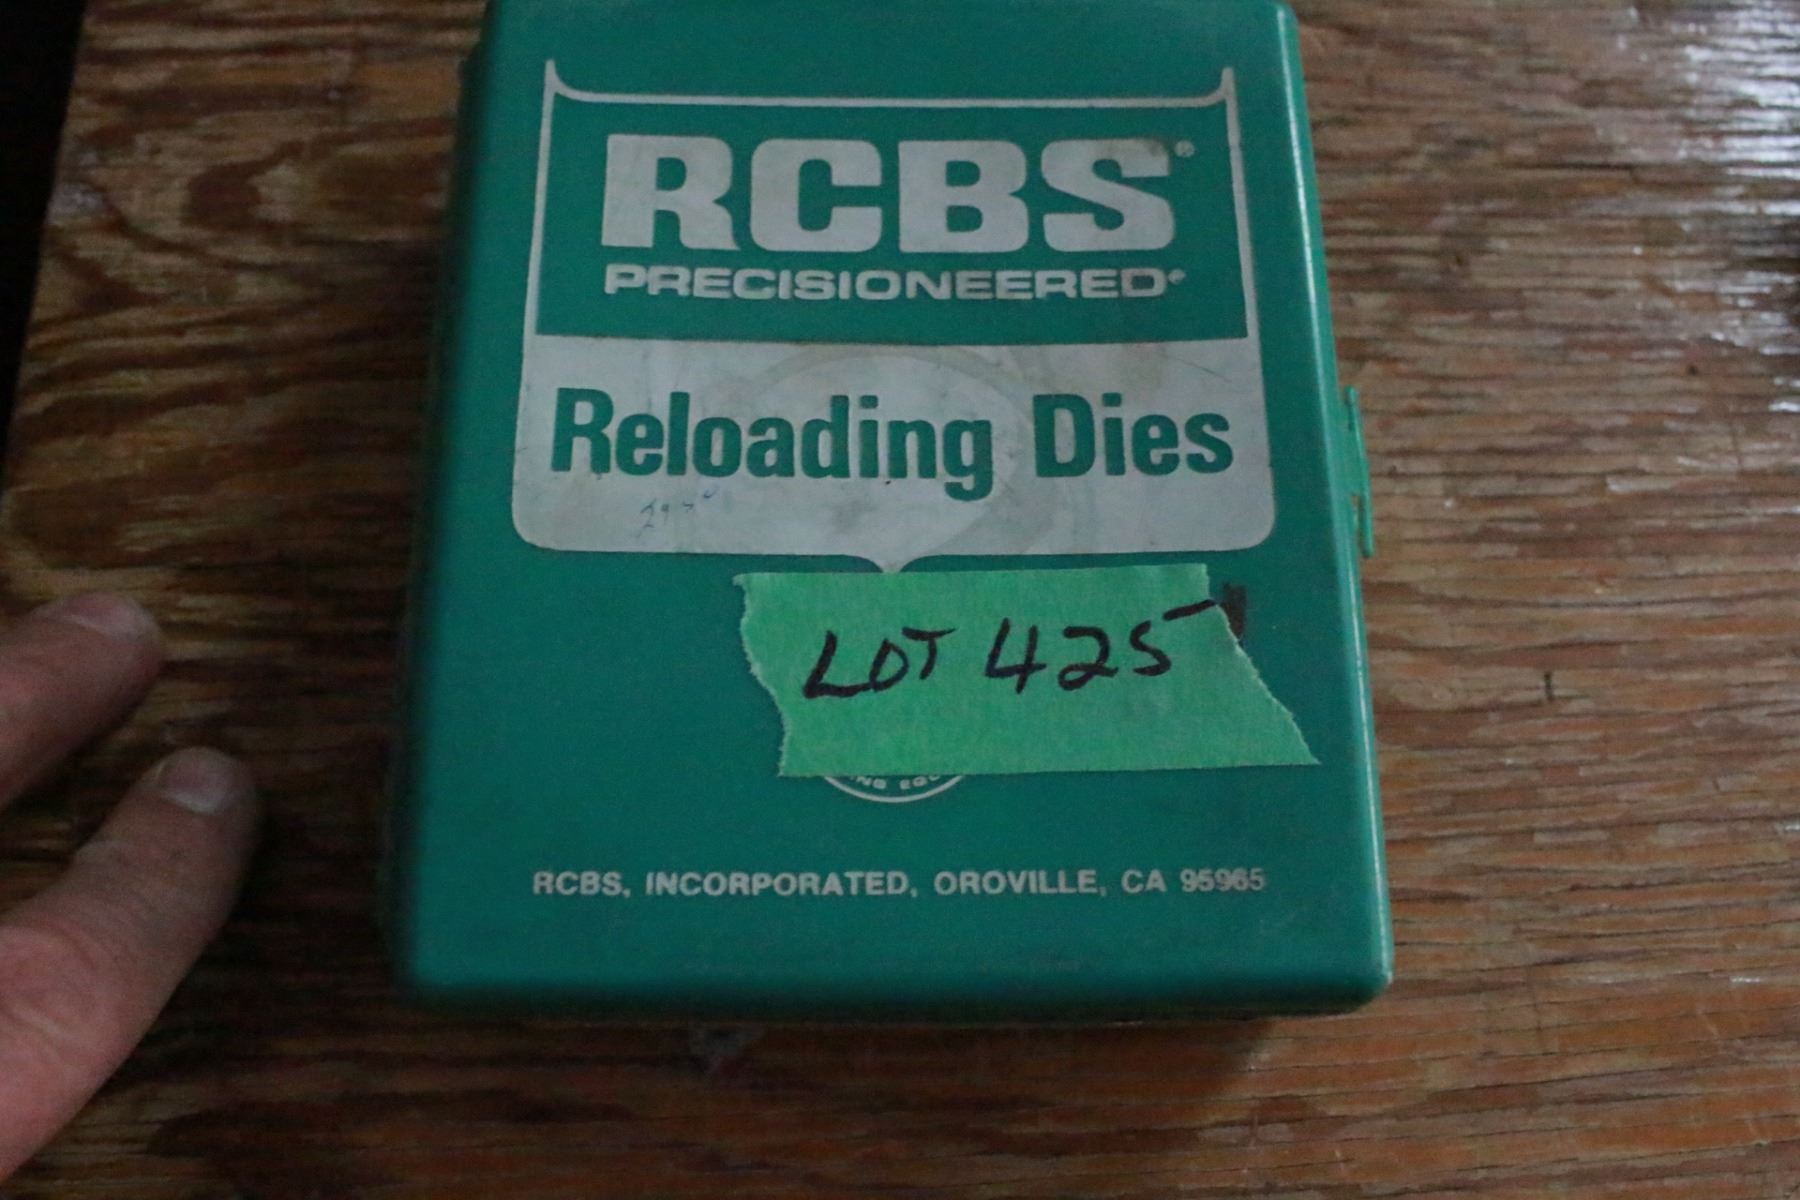 RCBS®
PRECISIONEERED®
Reloading Dies
LOT 425
RCBS, INCORPORATED, OROVILLE, CA 95965